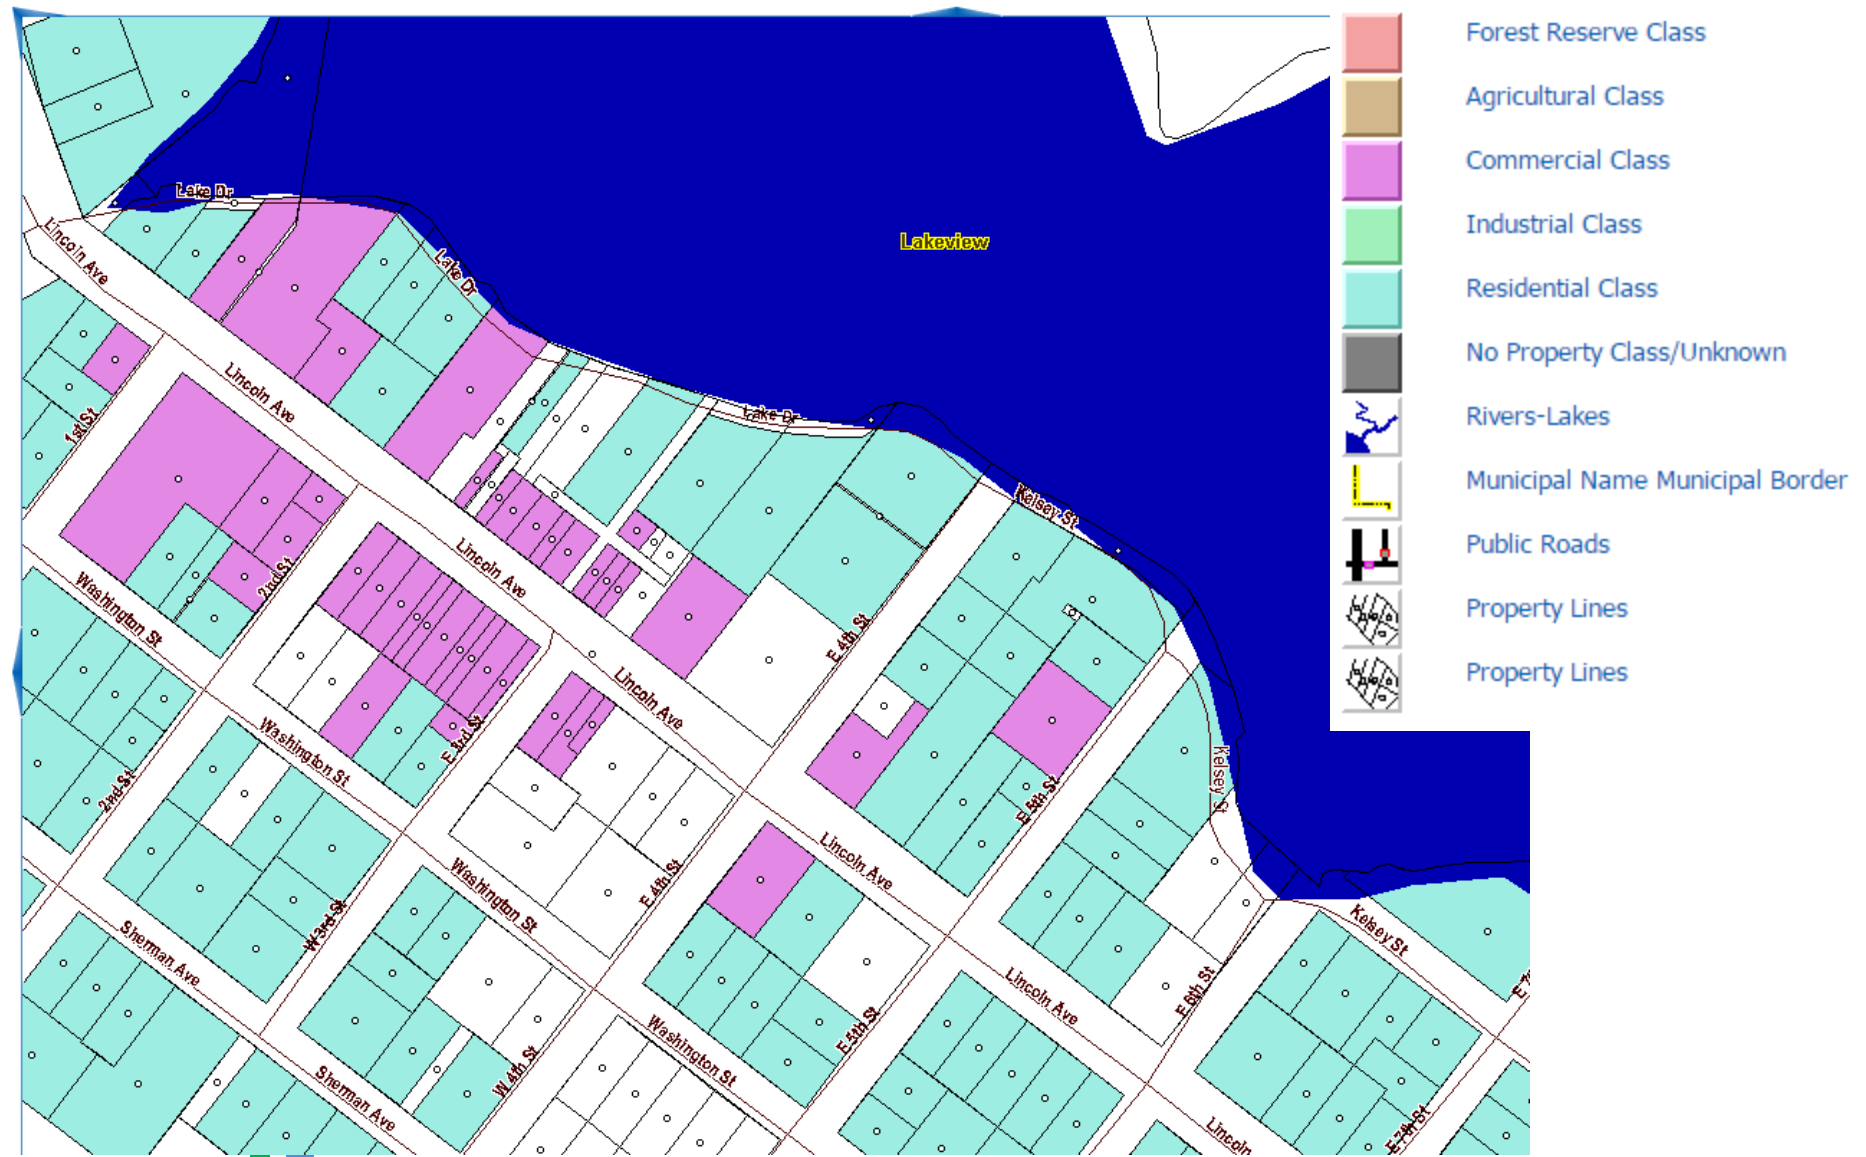 Forest Reserve Class
Agricultural Class
Commercial Class
Industrial Class
Residential Class
No Property Class/Unknown
Rivers-Lakes
Municipal Name Municipal Border
Public Roads
Property Lines
Property Lines
Lake Dr
Lincoln Ave
Lakeview
Lake Dr
Lincoln Ave
1st St
Lake Dr
Kelsey St
Lincoln Ave
2nd St
Washington St
E 4th St
Lincoln Ave
E 3rd St
Washington St
Kelsey St
2nd St
E 5th St
Lincoln Ave
E 4th St
Washington St
W 3rd St
Kelsey St
Sherman Ave
E 6th St
Lincoln Ave
E 5th St
Washington St
W 4th St
Sherman Ave
E 7th St
Lincoln